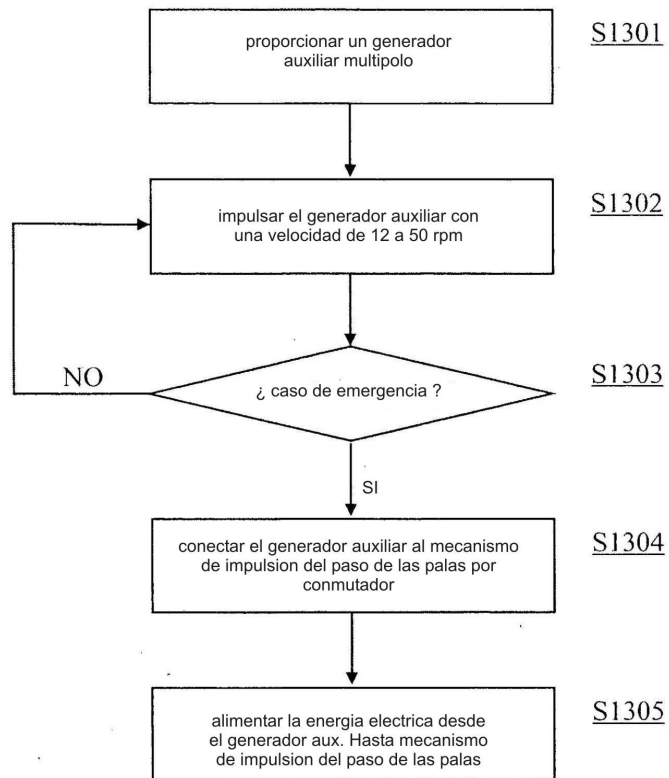 proporcionar un generador
auxiliar multipolo
S1301
impulsar el generador auxiliar con
una velocidad de 12 a 50 rpm
S1302
NO
¿ caso de emergencia ?
S1303
SI
conectar el generador auxiliar al mecanismo
de impulsion del paso de las palas por
conmutador
S1304
alimentar la energia electrica desde
el generador aux. Hasta mecanismo
de impulsion del paso de las palas
S1305